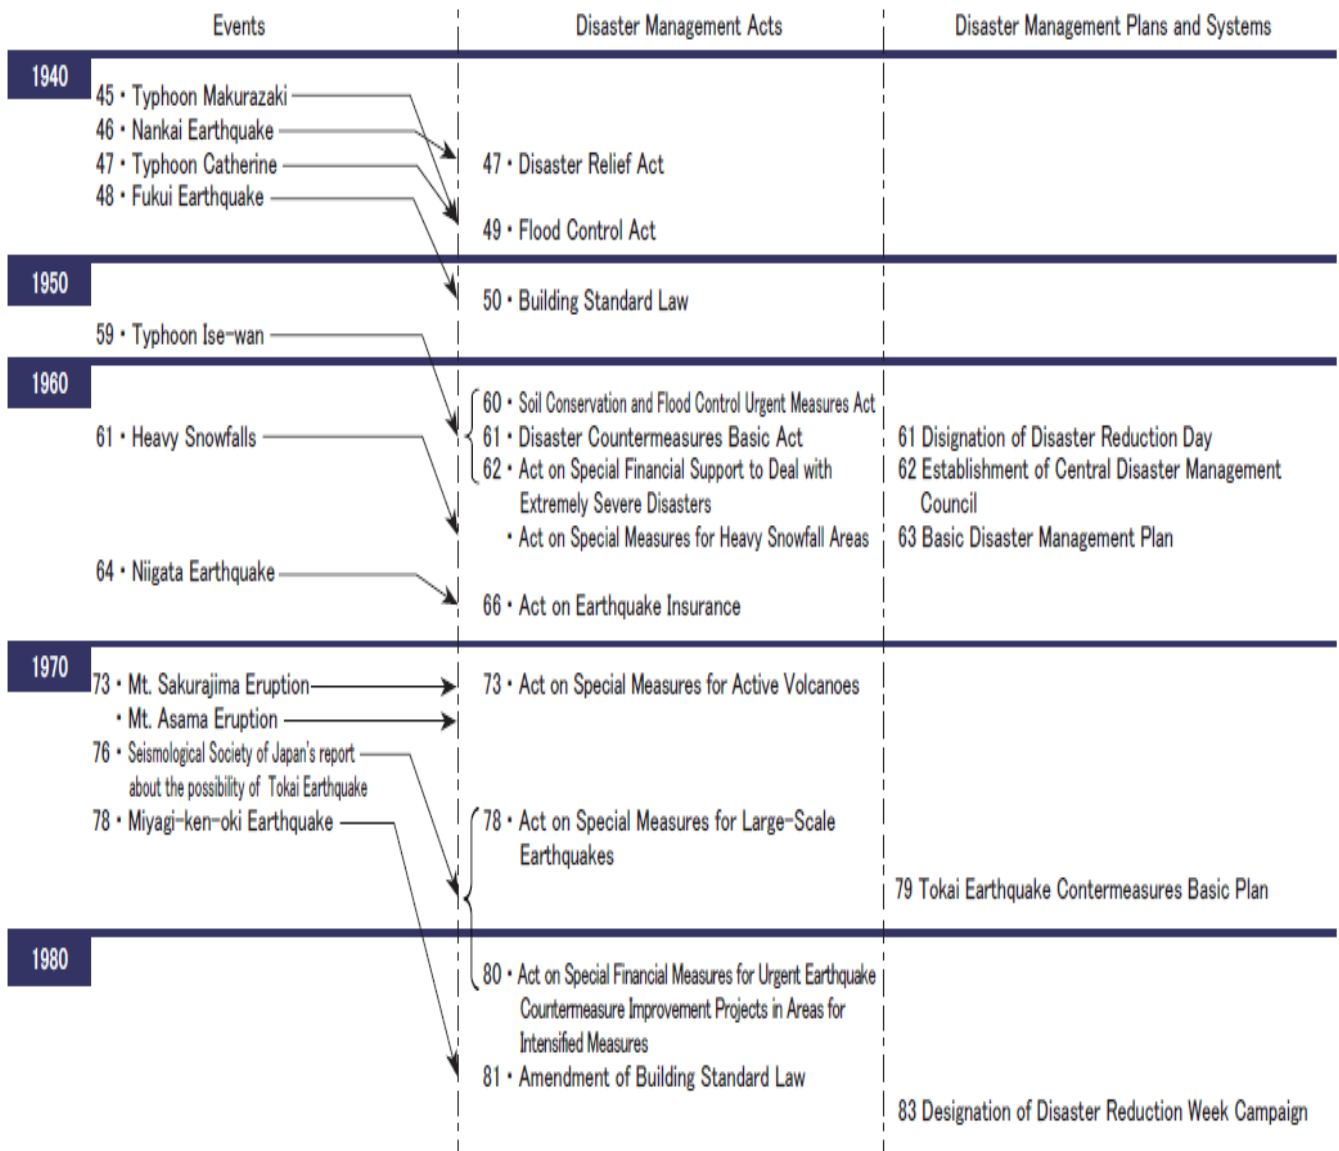 Events Disaster Management Acts Disaster Management Plans and Systems
1940
45・Typhoon Makurazaki
46・Nankai Earthquake
47・Typhoon Catherine 47・Disaster Relief Act
48・Fukui Earthquake
49・Flood Control Act
1950
50・Building Standard Law
59・Typhoon Ise-wan
1960
60・Soil Conservation and Flood Control Urgent Measures Act
61・Heavy Snowfalls 61・Disaster Countermeasures Basic Act 61 Disignation of Disaster Reduction Day
62・Act on Special Financial Support to Deal with 62 Establishment of Central Disaster Management
Extremely Severe Disasters Council
・Act on Special Measures for Heavy Snowfall Areas 63 Basic Disaster Management Plan
64・Niigata Earthquake
66・Act on Earthquake Insurance
1970
73・Mt. Sakurajima Eruption 73・Act on Special Measures for Active Volcanoes
・Mt. Asama Eruption
76・Seismological Society of Japan's report
about the possibility of Tokai Earthquake
78・Miyagi-ken-oki Earthquake 78・Act on Special Measures for Large-Scale
Earthquakes
79 Tokai Earthquake Contermeasures Basic Plan
1980
80・Act on Special Financial Measures for Urgent Earthquake
Countermeasure Improvement Projects in Areas for
Intensified Measures
81・Amendment of Building Standard Law
83 Designation of Disaster Reduction Week Campaign